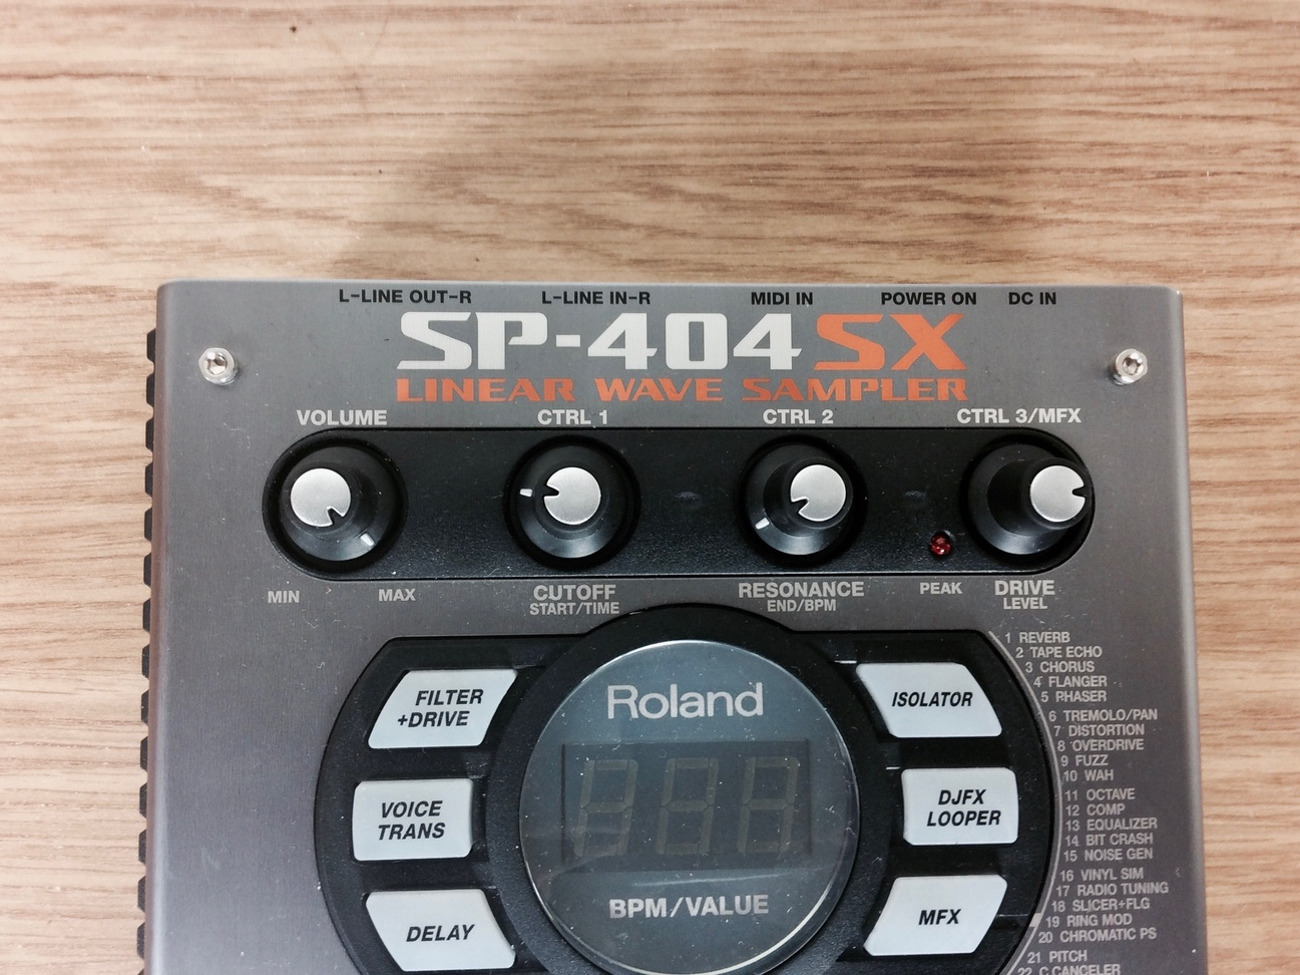 L-LINE OUT-R
L-LINE IN-R
MIDI IN
POWER ON
DC IN
SP-404SX
LINEAR WAVE SAMPLER
VOLUME
CTRL 1
CTRL 2
CTRL 3/MFX
MIN
MAX
CUTOFF
START/TIME
RESONANCE
END/BPM
PEAK
DRIVE
LEVEL
FILTER
+DRIVE
VOICE
TRANS
DELAY
Roland
BPM/VALUE
ISOLATOR
DJFX
LOOPER
MFX
1 REVERB
2 TAPE ECHO
3 CHORUS
4 FLANGER
5 PHASER
6 TREMOLO/PAN
7 DISTORTION
8 OVERDRIVE
9 FUZZ
10 WAH
11 OCTAVE
12 COMP
13 EQUALIZER
14 BIT CRASH
15 NOISE GEN
16 VINYL SIM
17 RADIO TUNING
18 SLICER+FLG
19 RING MOD
20 CHROMATIC PS
21 PITCH
22 C.CANCELER